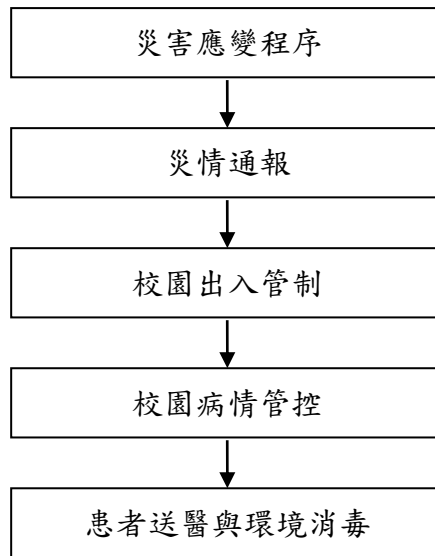 災害應變程序
災情通報
校園出入管制
校園病情管控
患者送醫與環境消毒